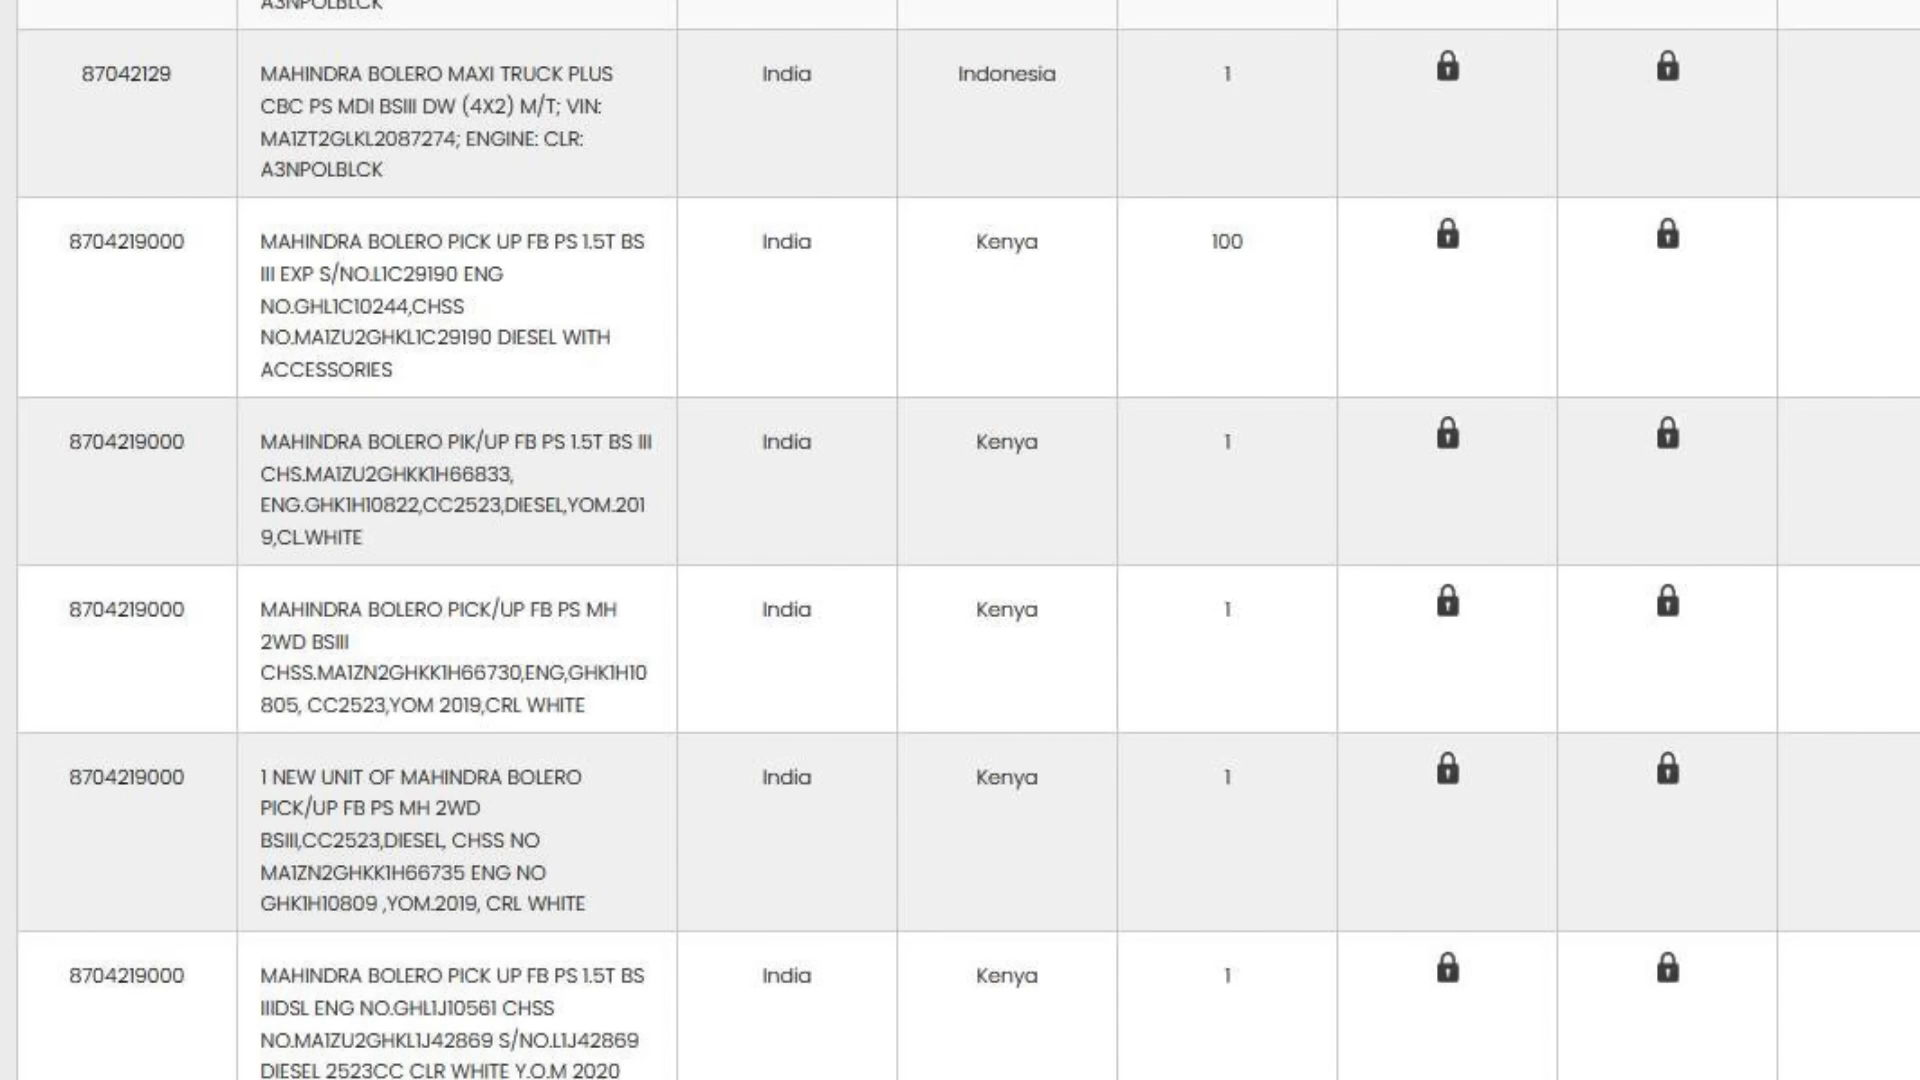 A3NPOLBLCK
87042129
MAHINDRA BOLERO MAXI TRUCK PLUS
CBC PS MDI BSIII DW (4X2) M/T; VIN:
MA1ZT2GLKL2087274; ENGINE: CLR:
A3NPOLBLCK
India
Indonesia
1
8704219000
MAHINDRA BOLERO PICK UP FB PS 1.5T BS
III EXP S/NO.L1C29190 ENG
NO.GHL1C10244,CHSS
NO.MA1ZU2GHKL1C29190 DIESEL WITH
ACCESSORIES
India
Kenya
100
8704219000
MAHINDRA BOLERO PIK/UP FB PS 1.5T BS III
CHS.MA1ZU2GHKK1H66833,
ENG.GHK1H10822,CC2523,DIESEL,YOM.201
9,CL.WHITE
India
Kenya
1
8704219000
MAHINDRA BOLERO PICK/UP FB PS MH
2WD BSIII
CHSS.MA1ZN2GHKK1H66730,ENG,GHK1H10
805, CC2523,YOM 2019,CRL WHITE
India
Kenya
1
8704219000
1 NEW UNIT OF MAHINDRA BOLERO
PICK/UP FB PS MH 2WD
BSIII,CC2523,DIESEL, CHSS NO
MA1ZN2GHKK1H66735 ENG NO
GHK1H10809 ,YOM.2019, CRL WHITE
India
Kenya
1
8704219000
MAHINDRA BOLERO PICK UP FB PS 1.5T BS
IIIDSL ENG NO.GHL1J10561 CHSS
NO.MA1ZU2GHKL1J42869 S/NO.L1J42869
DIESEL 2523CC CLR WHITE Y.O.M 2020
India
Kenya
1